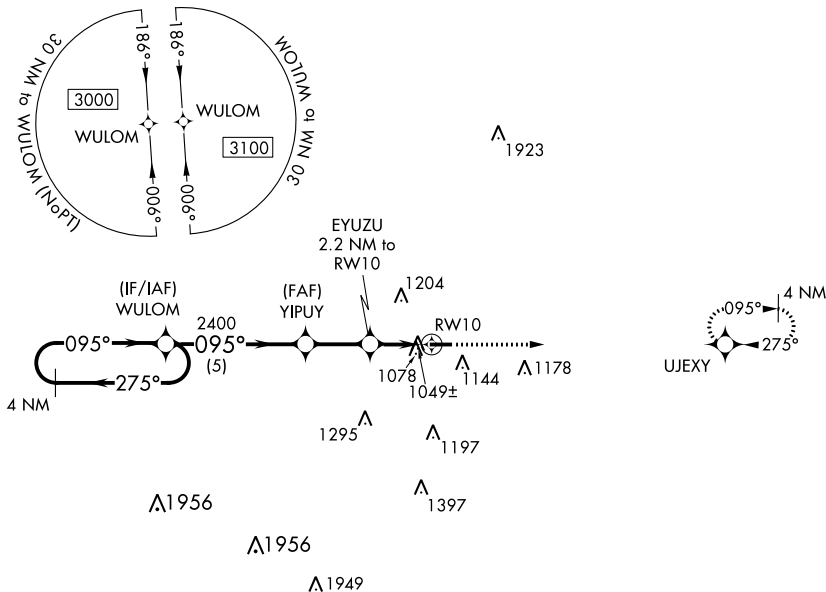 30 NM to WULOM (NoPT)
186°
3000
WULOM
006°
186°
WULOM
3100
006°
30 NM to WULOM
1923
EYUZU
2.2 NM to
RW10
(IF/IAF)
WULOM
(FAF)
YIPUY
1204
RW10
095°
275°
4 NM
2400
095°
(5)
1078
1049±
1144
1178
095°
4 NM
275°
UJEXY
1295
1197
1397
1956
1956
1949